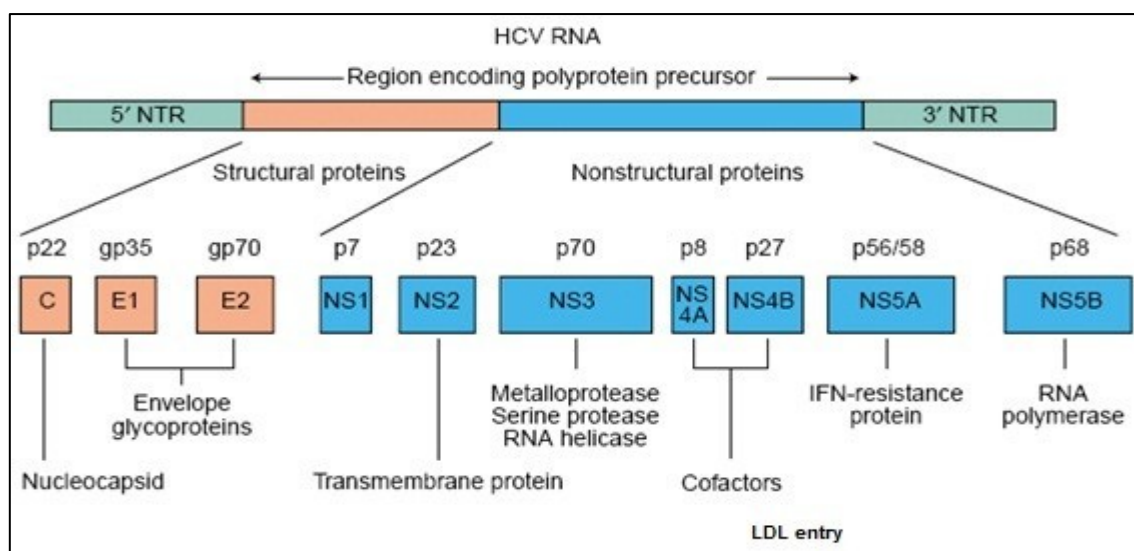 HCV RNA
Region encoding polyprotein precursor
5′ NTR
3′ NTR
Structural proteins
Nonstructural proteins
p22 gp35 gp70 p7 p23 p70 p8 p27 p56/58 p68
C E1 E2 NS1 NS2 NS3 NS
4A NS4B NS5A NS5B
Envelope
glycoproteins
Metalloprotease
Serine protease
RNA helicase
IFN-resistance
protein
RNA
polymerase
Nucleocapsid
Transmembrane protein
Cofactors
LDL entry